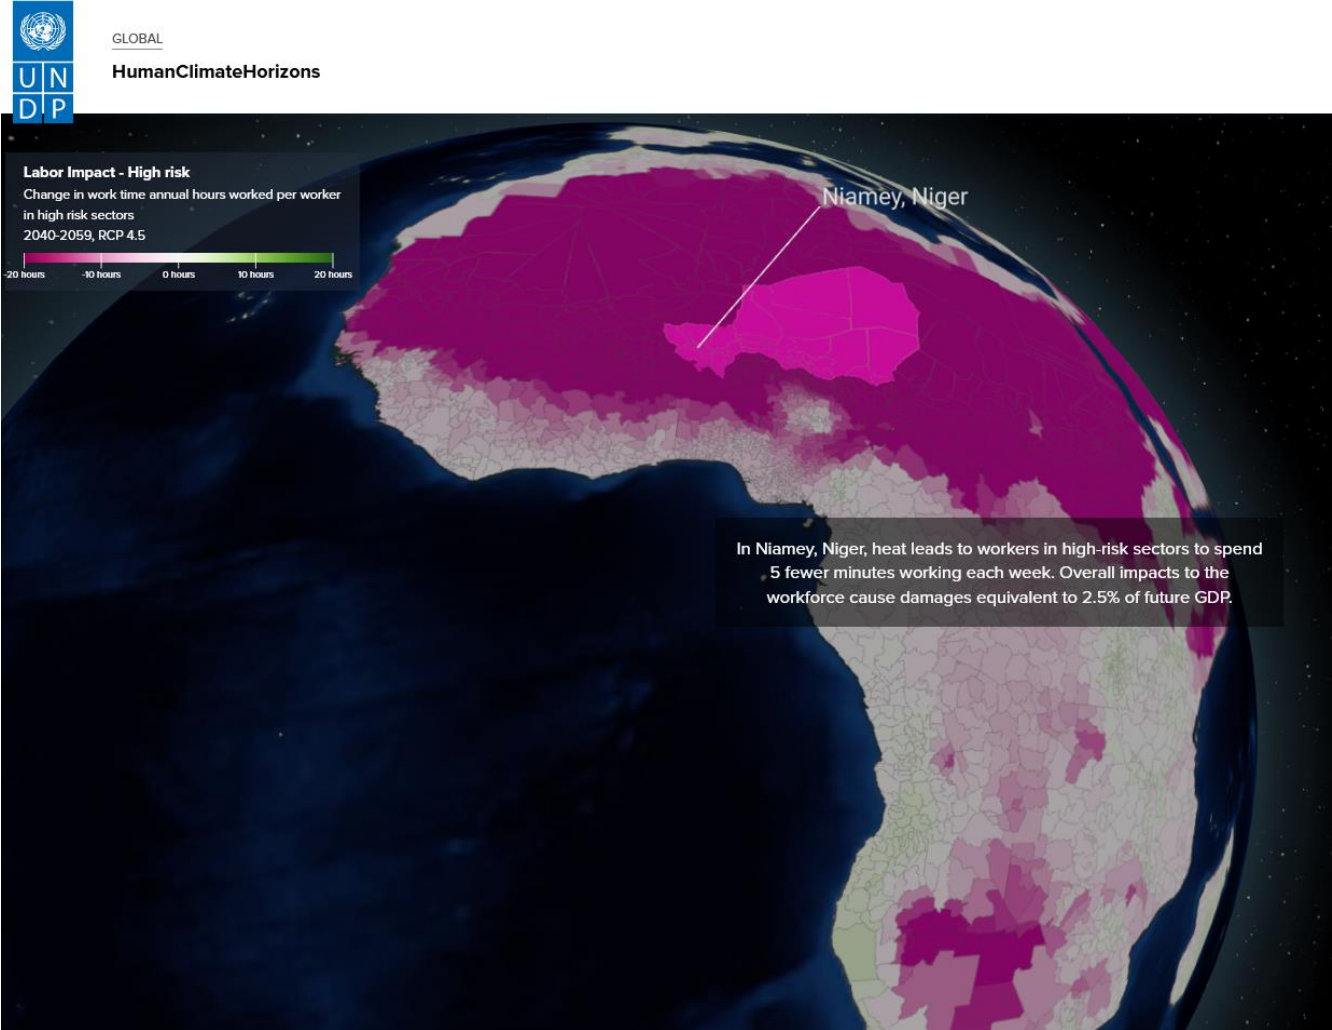 UN
DP
GLOBAL
HumanClimateHorizons
Labor Impact - High risk
Change in work time annual hours worked per worker
in high risk sectors
2040-2059, RCP 4.5
-20 hours -10 hours 0 hours 10 hours 20 hours
Niamey, Niger
In Niamey, Niger, heat leads to workers in high-risk sectors to spend
5 fewer minutes working each week. Overall impacts to the
workforce cause damages equivalent to 2.5% of future GDP.